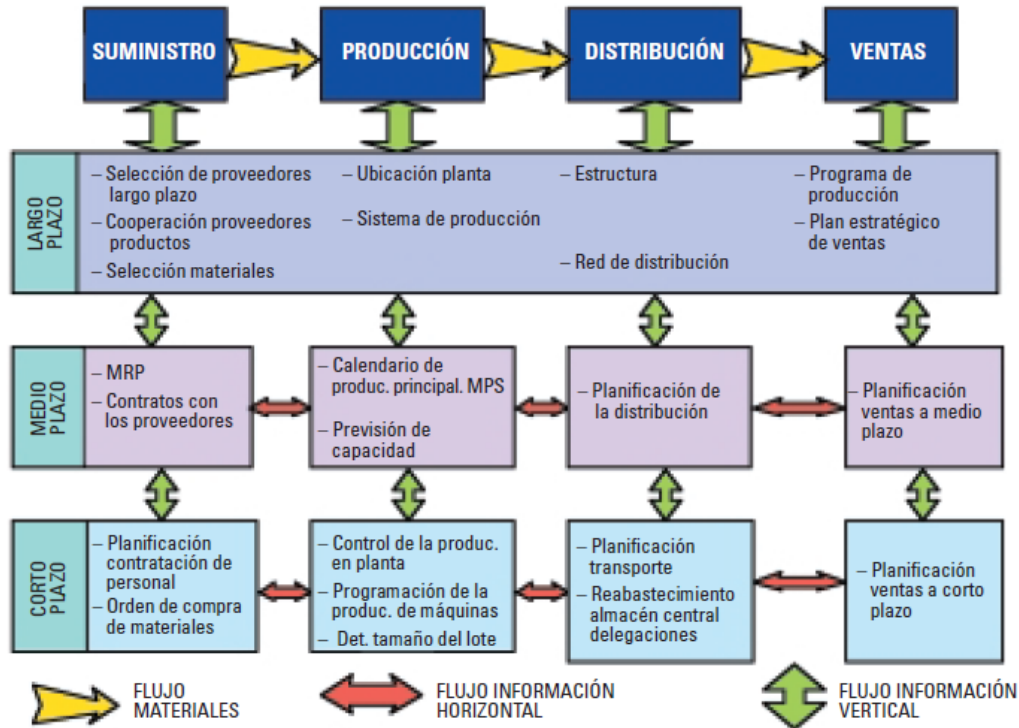 SUMINISTRO
PRODUCCIÓN
DISTRIBUCIÓN
VENTAS
LARGO
PLAZO
– Selección de proveedores
largo plazo
– Cooperación proveedores
productos
– Selección materiales
– Ubicación planta
– Sistema de producción
– Estructura
– Red de distribución
– Programa de
producción
– Plan estratégico
de ventas
MEDIO
PLAZO
– MRP
– Contratos con
los proveedores
– Calendario de
produc. principal. MPS
– Previsión de
capacidad
– Planificación de
la distribución
– Planificación
ventas a medio
plazo
CORTO
PLAZO
– Planificación
contratación de
personal
– Orden de compra
de materiales
– Control de la produc.
en planta
– Programación de la
produc. de máquinas
– Det. tamaño del lote
– Planificación
transporte
– Reabastecimiento
almacén central
delegaciones
– Planificación
ventas a corto
plazo
FLUJO
MATERIALES
FLUJO INFORMACIÓN
HORIZONTAL
FLUJO INFORMACIÓN
VERTICAL